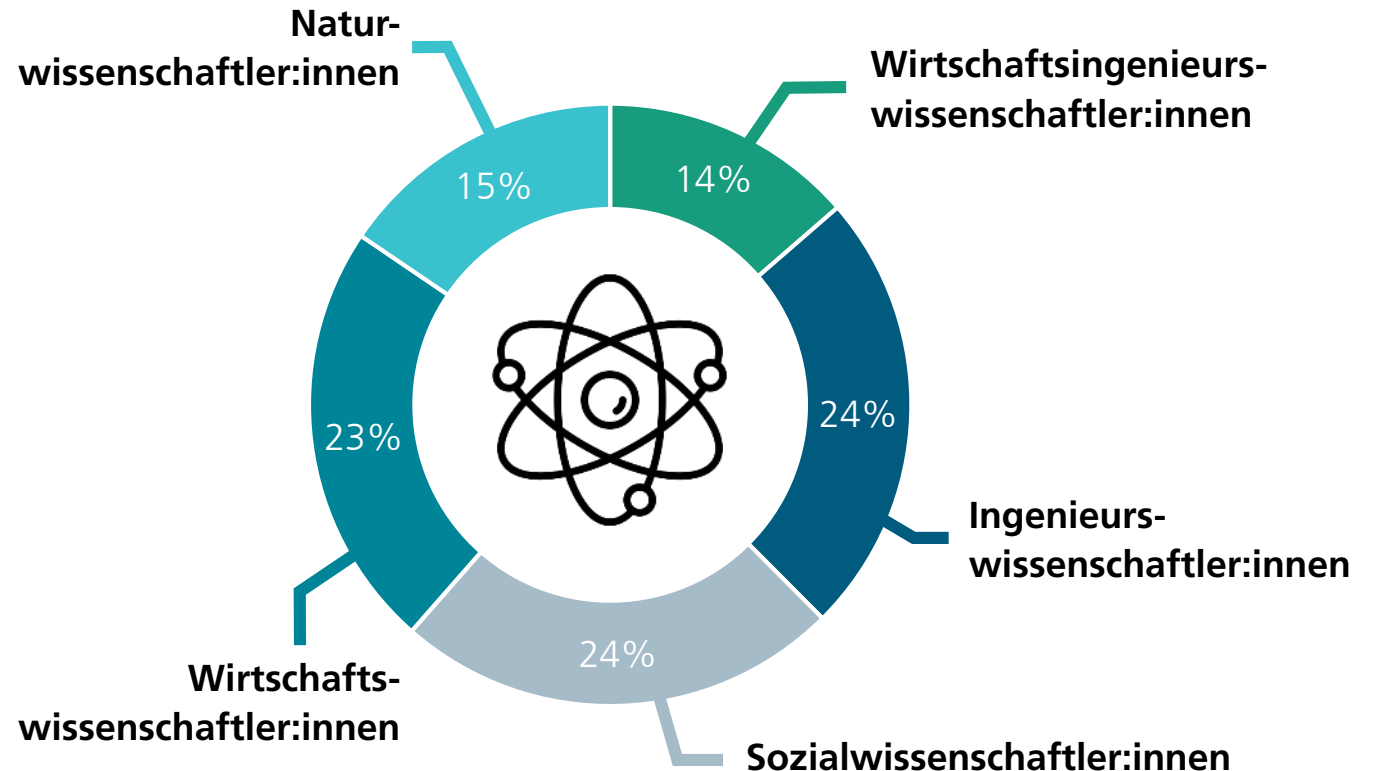 Natur-
wissenschaftler:innen
Wirtschaftsingenieurs-
wissenschaftler:innen
15%
14%
23%
24%
Ingenieurs-
wissenschaftler:innen
24%
Wirtschafts-
wissenschaftler:innen
Sozialwissenschaftler:innen